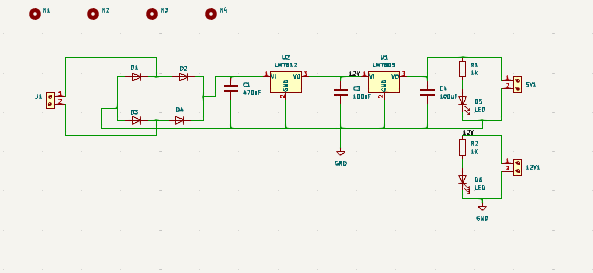 H1 H2 H3 H4
D1 D2
U2
LM7812
12V
U1
LM7805
R1
1k
1 VI VO 3
1 VI VO 3
J1
1
2
C1
470uF
GND
2
C3
100uF
GND
2
C4
100uF
1
2
5V1
D3 D4
D5
LED
12V
R2
1K
GND
1
2
12V1
D6
LED
GND